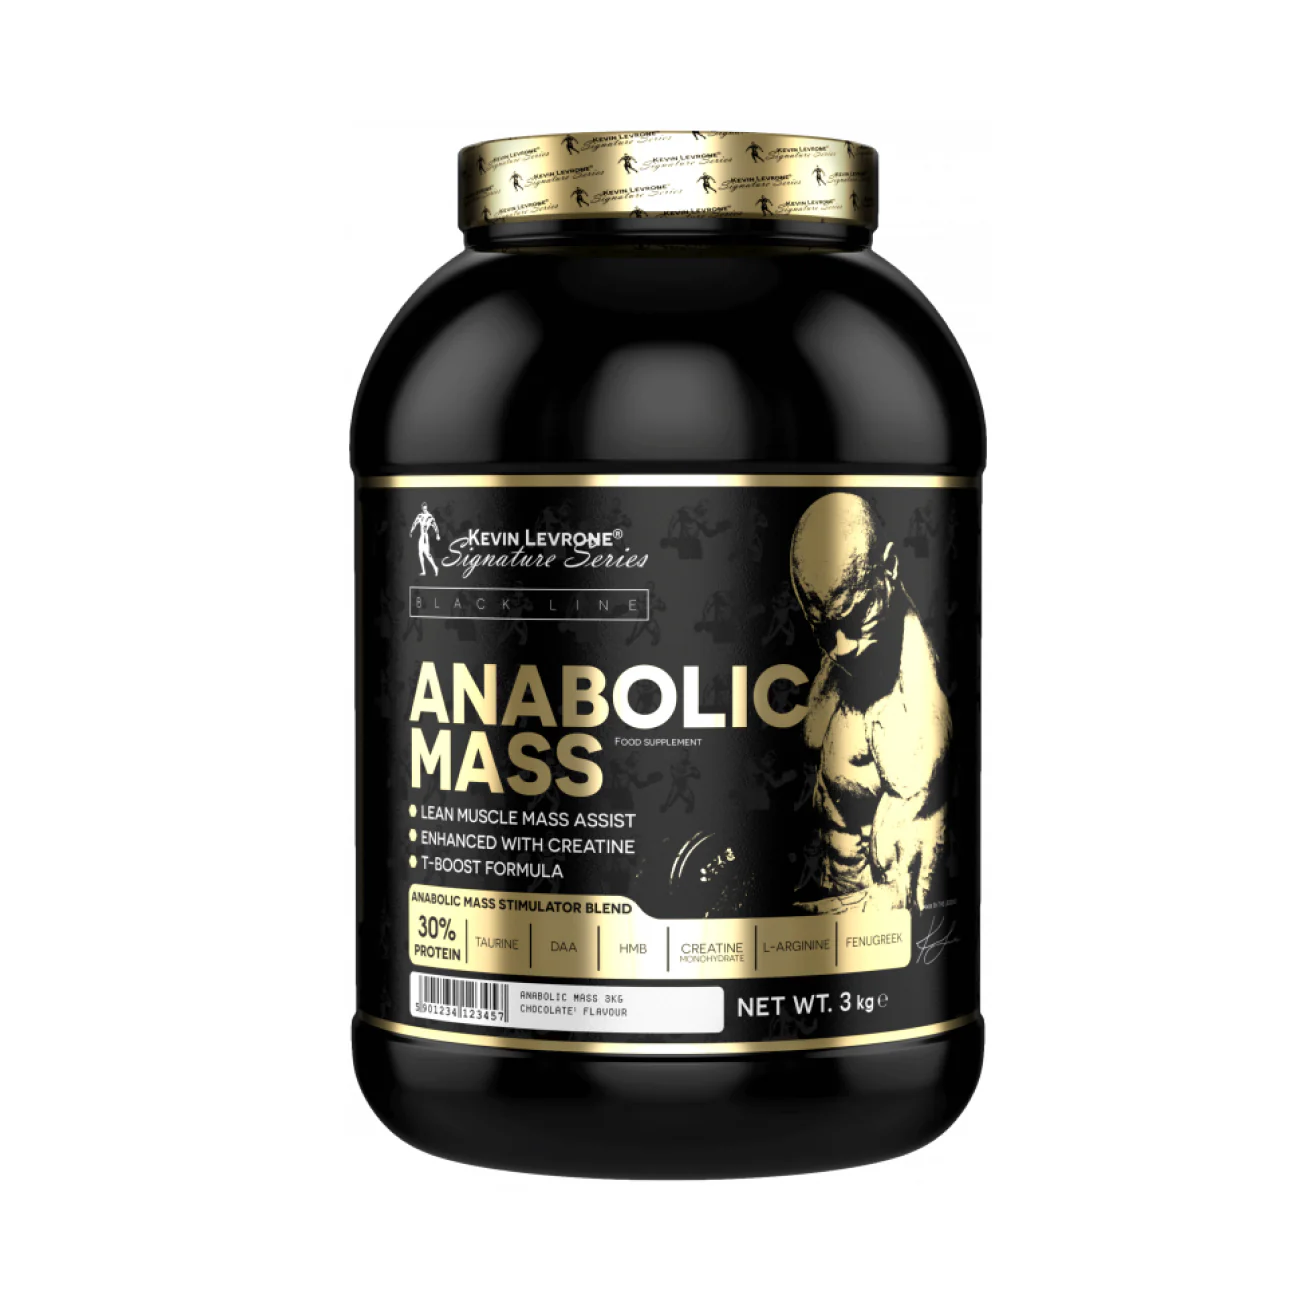 KEVIN LEVRONE®
Signature Series
BLACK LINE
ANABOLIC
MASS
FOOD SUPPLEMENT
LEAN MUSCLE MASS ASSIST
ENHANCED WITH CREATINE
T-BOOST FORMULA
ANABOLIC MASS STIMULATOR BLEND
30%
PROTEIN
TAURINE
DAA
HMB
CREATINE
MONOHYDRATE
L-ARGININE
FENUGREEK
5 901234 123457
ANABOLIC MASS 3KG
CHOCOLATE¹ FLAVOUR
NET WT. 3 kg ℮